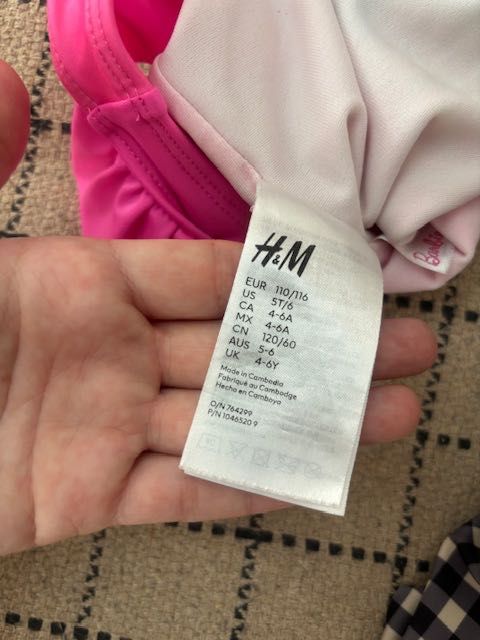 H&M
EUR 110/116
US 5T/6
CA 4-6A
MX 4-6A
CN 120/60
AUS 5-6
UK 4-6Y
Made in Cambodia
Fabriqué au Cambodge
Hecho en Camboya
O/N 764299
P/N 1046520 9